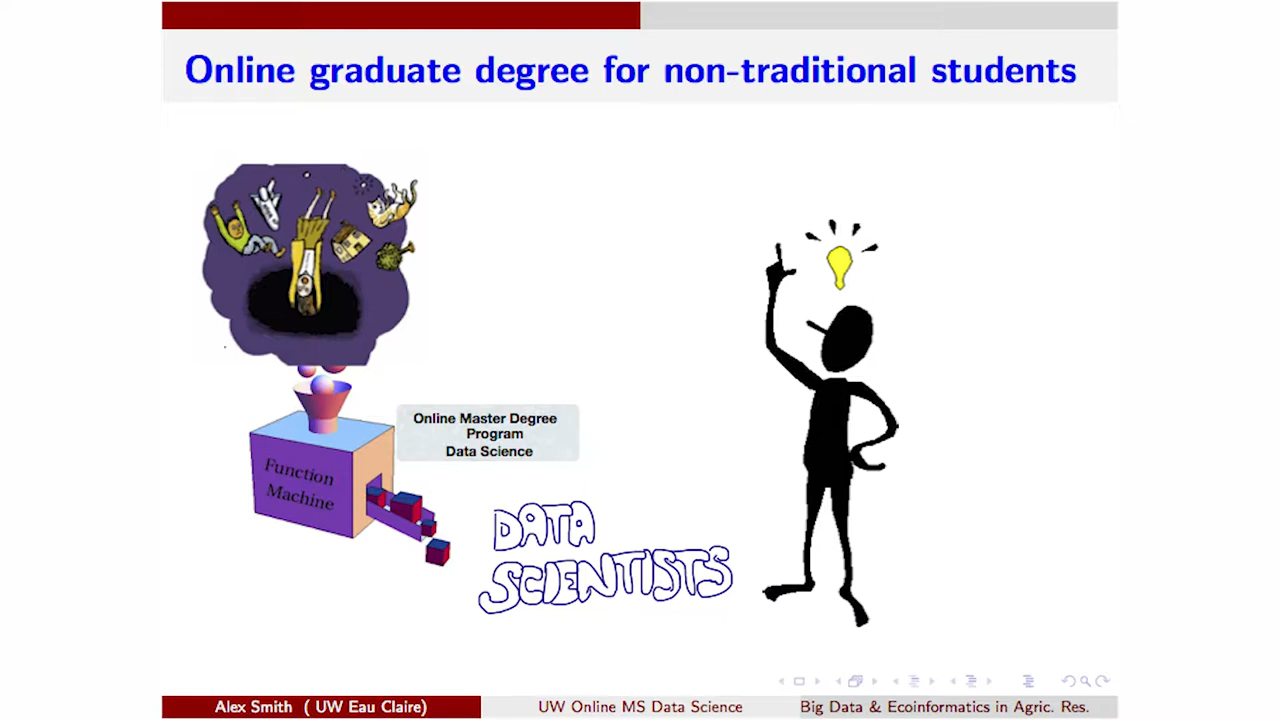 Online graduate degree for non-traditional students
Function
Machine
Online Master Degree
Program
Data Science
DATA
SCIENTISTS
Alex Smith ( UW Eau Claire)
UW Online MS Data Science
Big Data & Ecoinformatics in Agric. Res.